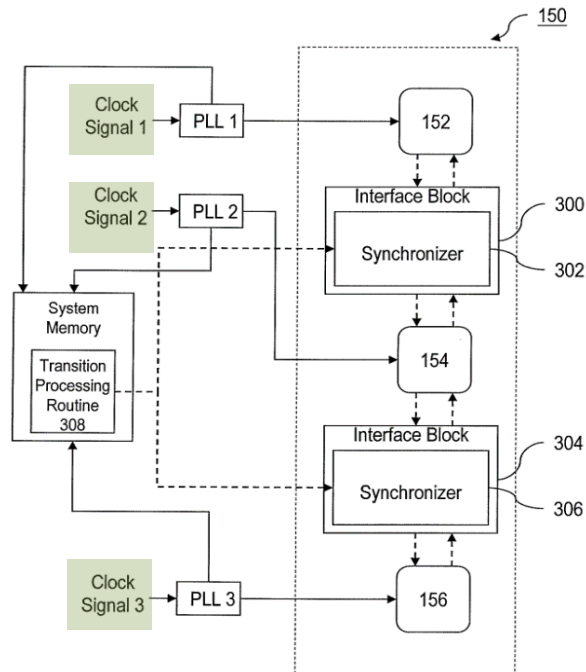 150
Clock
Signal 1
PLL 1
152
Interface Block
300
Synchronizer
302
Clock
Signal 2
PLL 2
System
Memory
Transition
Processing
Routine
308
154
Interface Block
304
Synchronizer
306
Clock
Signal 3
PLL 3
156